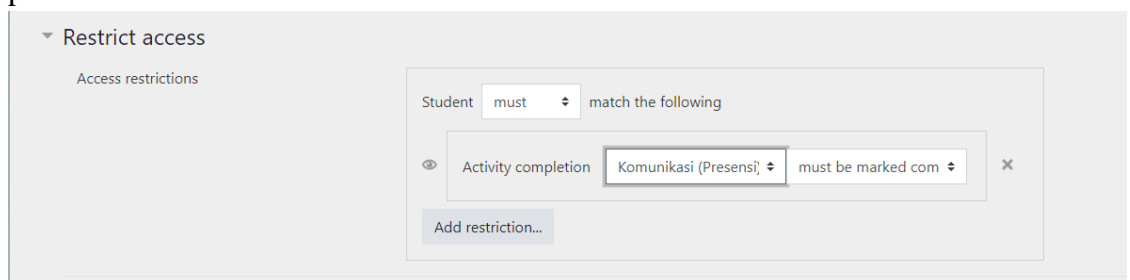 Restrict access
Access restrictions
Student must match the following
Activity completion Komunikasi (Presensi) must be marked com
Add restriction...